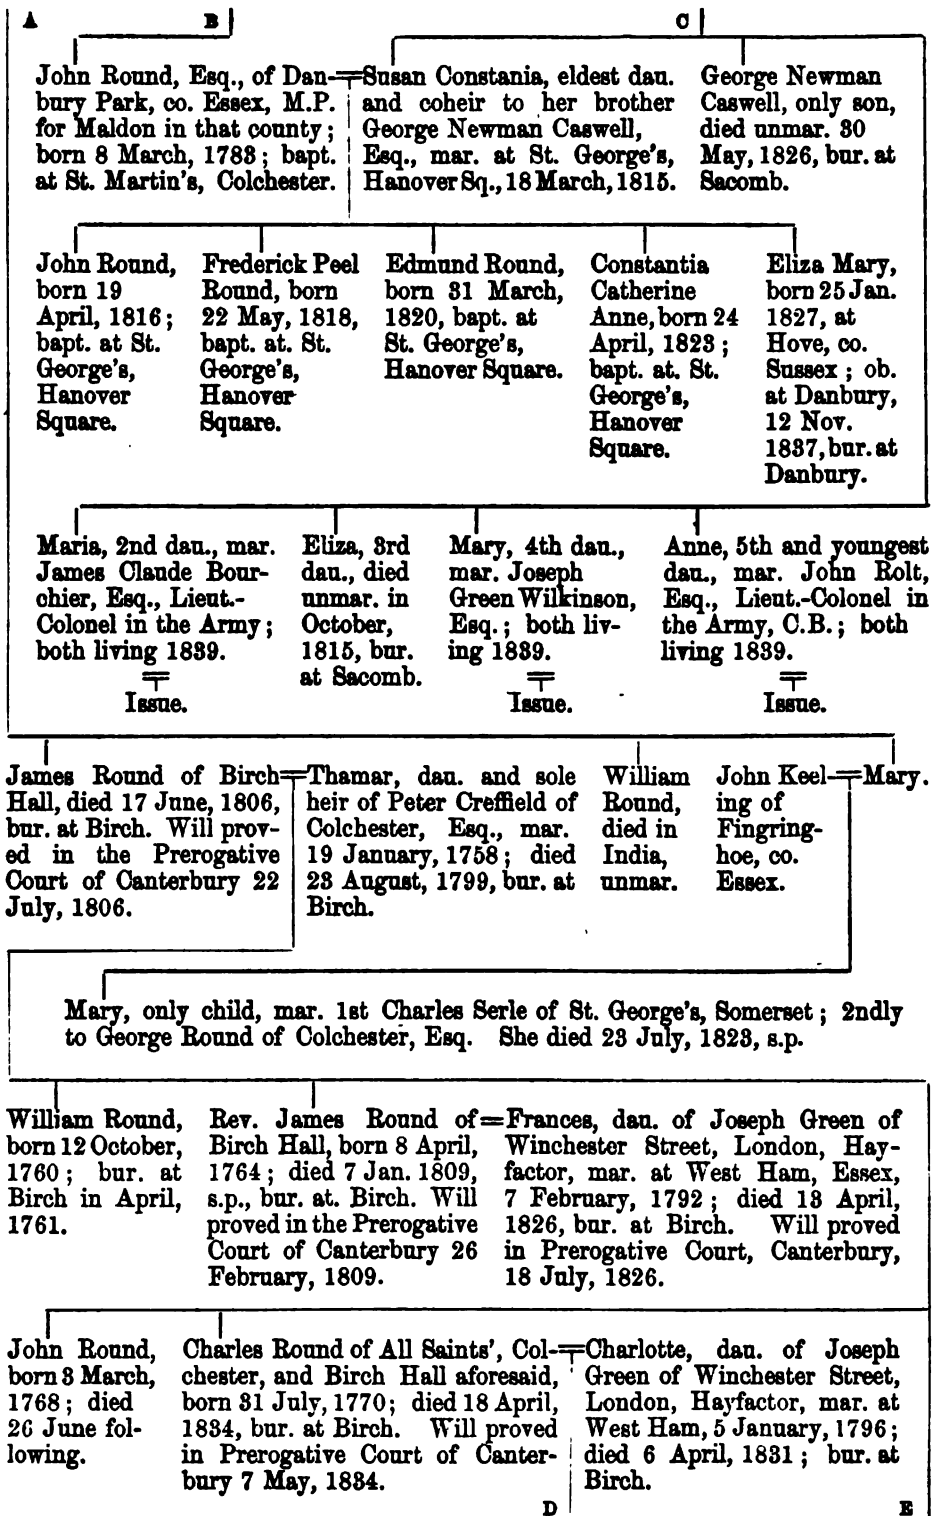 A B C
John Round, Esq., of Dan-
bury Park, co. Essex, M.P.
for Maldon in that county;
born 8 March, 1783; bapt.
at St. Martin's, Colchester.
Susan Constania, eldest dau.
and coheir to her brother
George Newman Caswell,
Esq., mar. at St. George's,
Hanover Sq., 18 March, 1815.
George Newman
Caswell, only son,
died unmar. 30
May, 1826, bur. at
Sacomb.
John Round,
born 19
April, 1816;
bapt. at St.
George's,
Hanover
Square.
Frederick Peel
Round, born
22 May, 1818,
bapt. at. St.
George's,
Hanover
Square.
Edmund Round,
born 31 March,
1820, bapt. at
St. George's,
Hanover Square.
Constantia
Catherine
Anne, born 24
April, 1823;
bapt. at. St.
George's,
Hanover
Square.
Eliza Mary,
born 25 Jan.
1827, at
Hove, co.
Sussex; ob.
at Danbury,
12 Nov.
1837, bur. at
Danbury.
Maria, 2nd dau., mar.
James Claude Bour-
chier, Esq., Lieut.-
Colonel in the Army;
both living 1839.
Issue.
Eliza, 3rd
dau., died
unmar. in
October,
1815, bur.
at Sacomb.
Mary, 4th dau.,
mar. Joseph
Green Wilkinson,
Esq.; both liv-
ing 1839.
Issue.
Anne, 5th and youngest
dau., mar. John Rolt,
Esq., Lieut.-Colonel in
the Army, C.B.; both
living 1839.
Issue.
James Round of Birch
Hall, died 17 June, 1806,
bur. at Birch. Will prov-
ed in the Prerogative
Court of Canterbury 22
July, 1806.
Thamar, dau. and sole
heir of Peter Creffield of
Colchester, Esq., mar.
19 January, 1758; died
23 August, 1799, bur. at
Birch.
William
Round,
died in
India,
unmar.
John Keel-
ing of
Fingring-
hoe, co.
Essex.
Mary.
Mary, only child, mar. 1st Charles Serle of St. George's, Somerset; 2ndly
to George Round of Colchester, Esq. She died 23 July, 1823, s.p.
William Round,
born 12 October,
1760; bur. at
Birch in April,
1761.
Rev. James Round of
Birch Hall, born 8 April,
1764; died 7 Jan. 1809,
s.p., bur. at. Birch. Will
proved in the Prerogative
Court of Canterbury 26
February, 1809.
Frances, dau. of Joseph Green of
Winchester Street, London, Hay-
factor, mar. at West Ham, Essex,
7 February, 1792; died 13 April,
1826, bur. at Birch. Will proved
in Prerogative Court, Canterbury,
18 July, 1826.
John Round,
born 3 March,
1768; died
26 June fol-
lowing.
Charles Round of All Saints', Col-
chester, and Birch Hall aforesaid,
born 31 July, 1770; died 18 April,
1834, bur. at Birch. Will proved
in Prerogative Court of Canter-
bury 7 May, 1834.
Charlotte, dau. of Joseph
Green of Winchester Street,
London, Hayfactor, mar. at
West Ham, 5 January, 1796;
died 6 April, 1831; bur. at
Birch.
D E